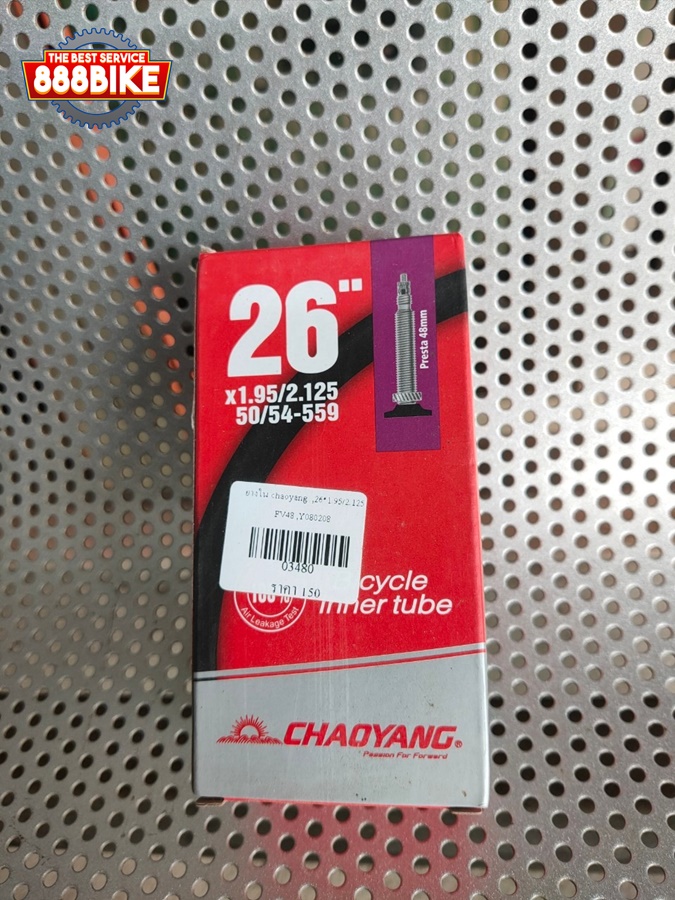 THE BEST SERVICE
888BIKE
26"
x1.95/2.125
50/54-559
Presta 48mm
ยางใน chaoyang ,26*1.95/2.125
FV48 ,Y080208
03480
ราคา 150
100%
Air Leakage Test
cycle
inner tube
CHAOYANG®
Passion For Forward